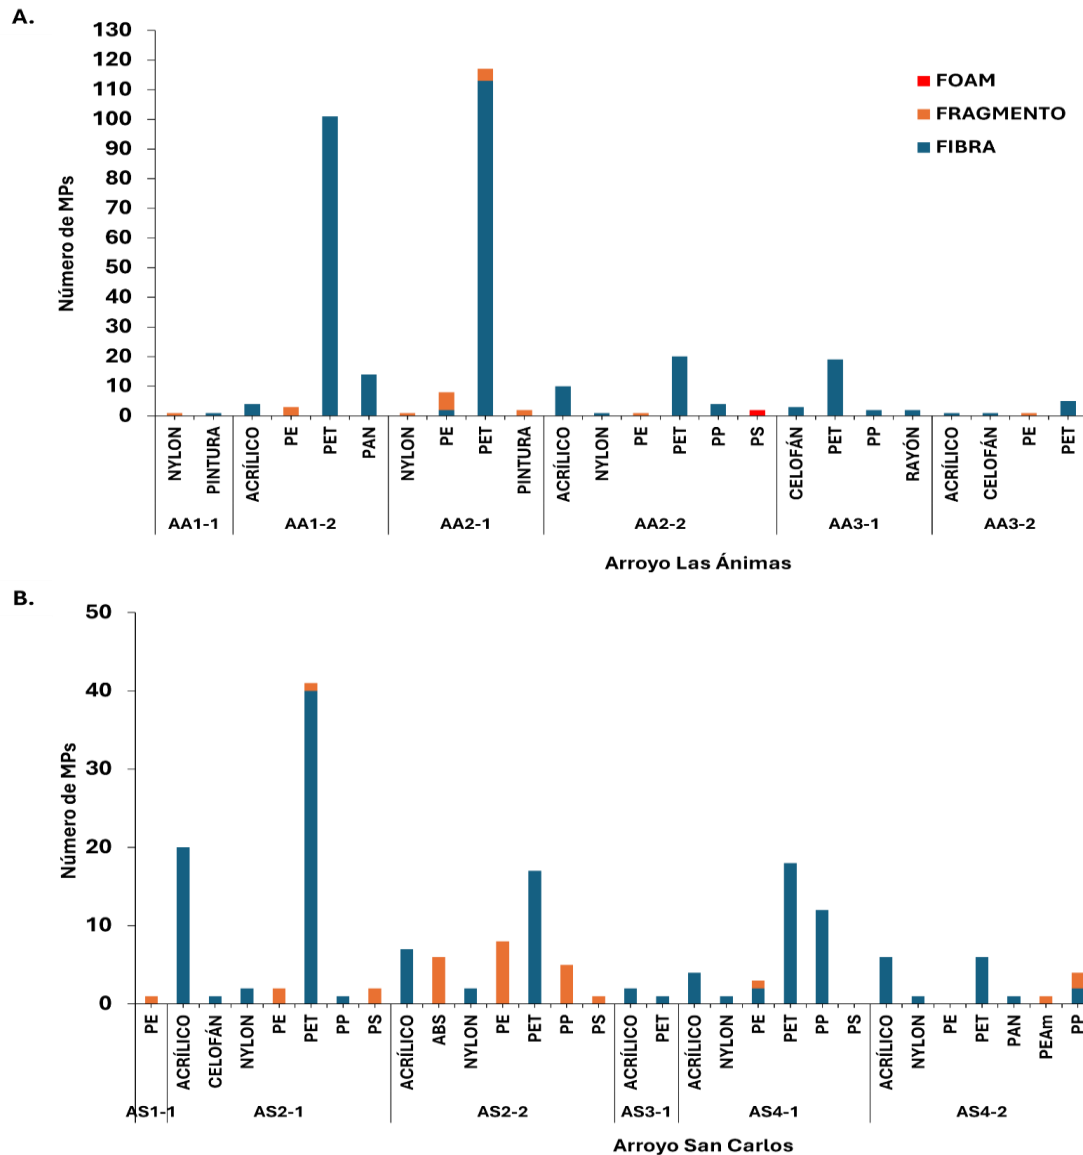 A.
130
120
110
100
90
80
70
60
50
40
30
20
10
0
Número de MPs
FOAM
FRAGMENTO
FIBRA
NYLON
PINTURA
ACRÍLICO
PE
PET
PAN
NYLON
PE
PET
PINTURA
ACRÍLICO
NYLON
PE
PET
PP
PS
CELOFÁN
PET
PP
RAYÓN
ACRÍLICO
CELOFÁN
PE
PET
AA1-1
AA1-2
AA2-1
AA2-2
AA3-1
AA3-2
Arroyo Las Ánimas
B.
50
40
30
20
10
0
Número de MPs
PE
ACRÍLICO
CELOFÁN
NYLON
PE
PET
PP
PS
ACRÍLICO
ABS
NYLON
PE
PET
PP
PS
ACRÍLICO
PET
ACRÍLICO
NYLON
PE
PET
PP
PS
ACRÍLICO
NYLON
PE
PET
PAN
PEAm
PP
AS1-1
AS2-1
AS2-2
AS3-1
AS4-1
AS4-2
Arroyo San Carlos